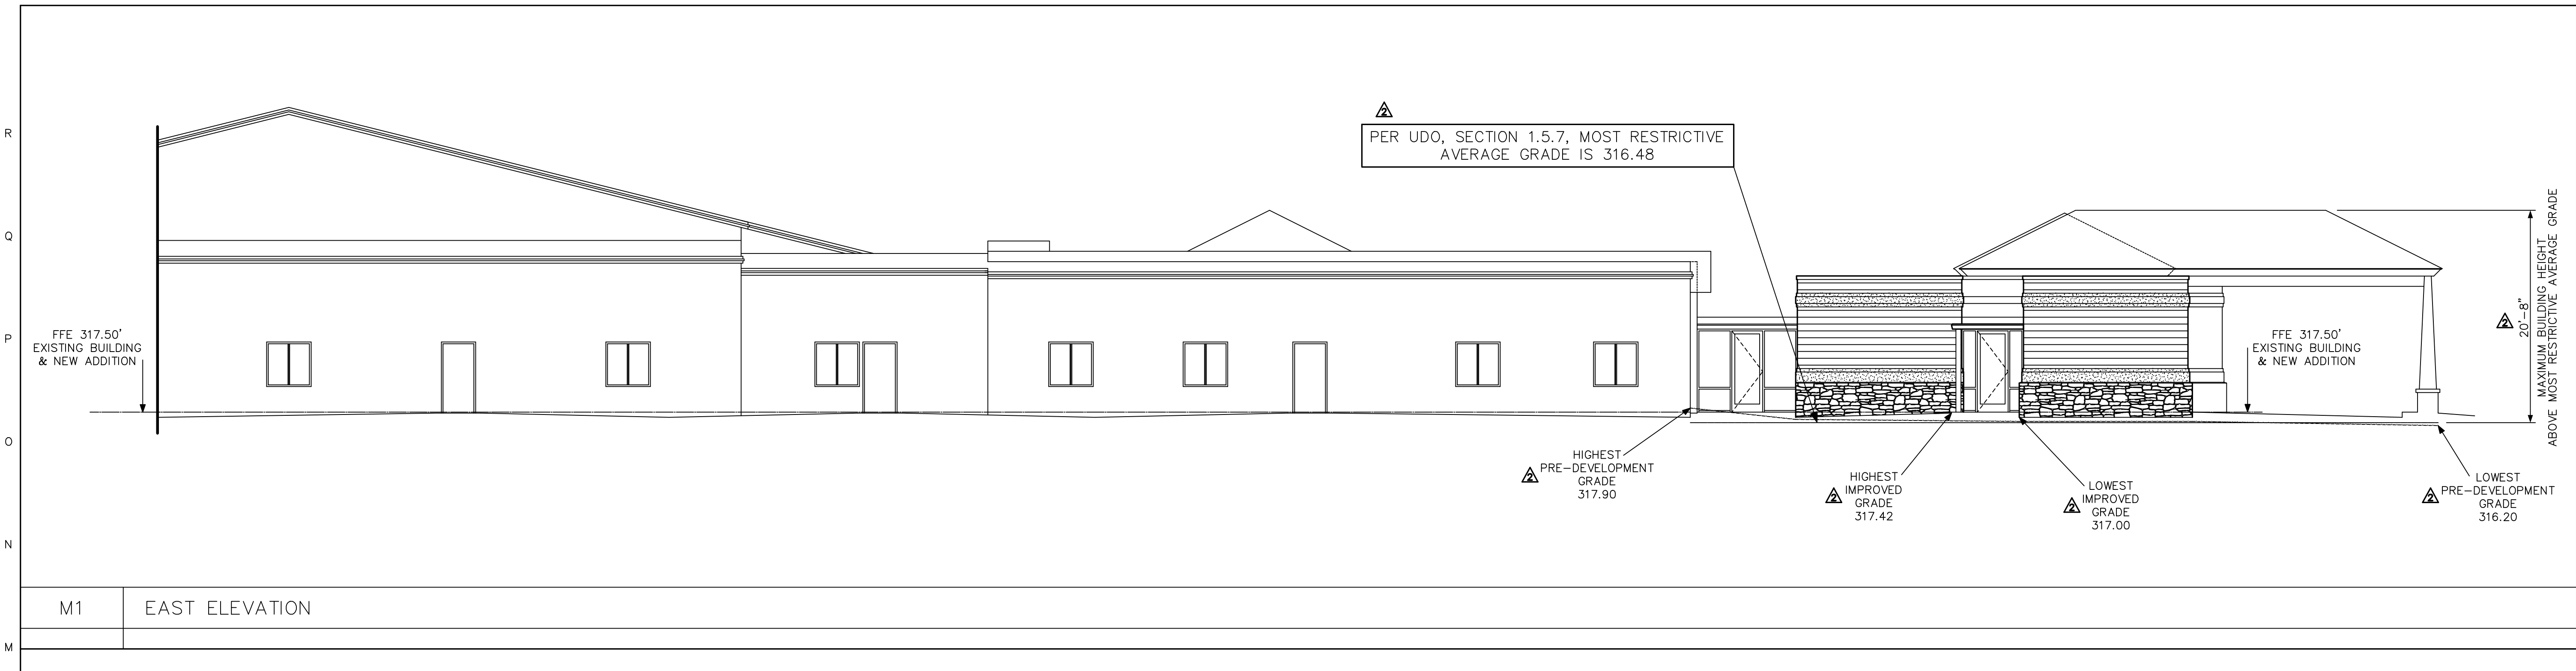 R
Q
P
O
N
M
2
PER UDO, SECTION 1.5.7, MOST RESTRICTIVE
AVERAGE GRADE IS 316.48
FFE 317.50'
EXISTING BUILDING
& NEW ADDITION
FFE 317.50'
EXISTING BUILDING
& NEW ADDITION
2
20'-8"
MAXIMUM BUILDING HEIGHT
ABOVE MOST RESTRICTIVE AVERAGE GRADE
HIGHEST
2 PRE-DEVELOPMENT
GRADE
317.90
HIGHEST
2 IMPROVED
GRADE
317.42
LOWEST
2 IMPROVED
GRADE
317.00
LOWEST
2 PRE-DEVELOPMENT
GRADE
316.20
M1 EAST ELEVATION